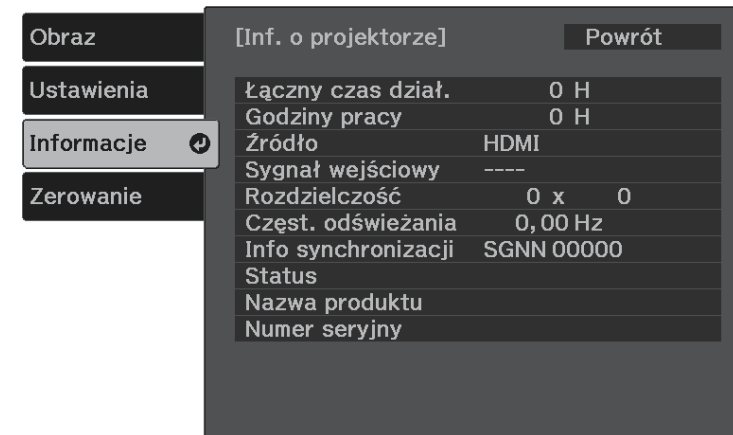 Obraz
Ustawienia
Informacje
Zerowanie
[Inf. o projektorze] Powrót
Łączny czas dział. 0 H
Godziny pracy 0 H
Źródło HDMI
Sygnał wejściowy ----
Rozdzielczość 0 x 0
Częst. odświeżania 0,00 Hz
Info synchronizacji SGNN 00000
Status
Nazwa produktu
Numer seryjny